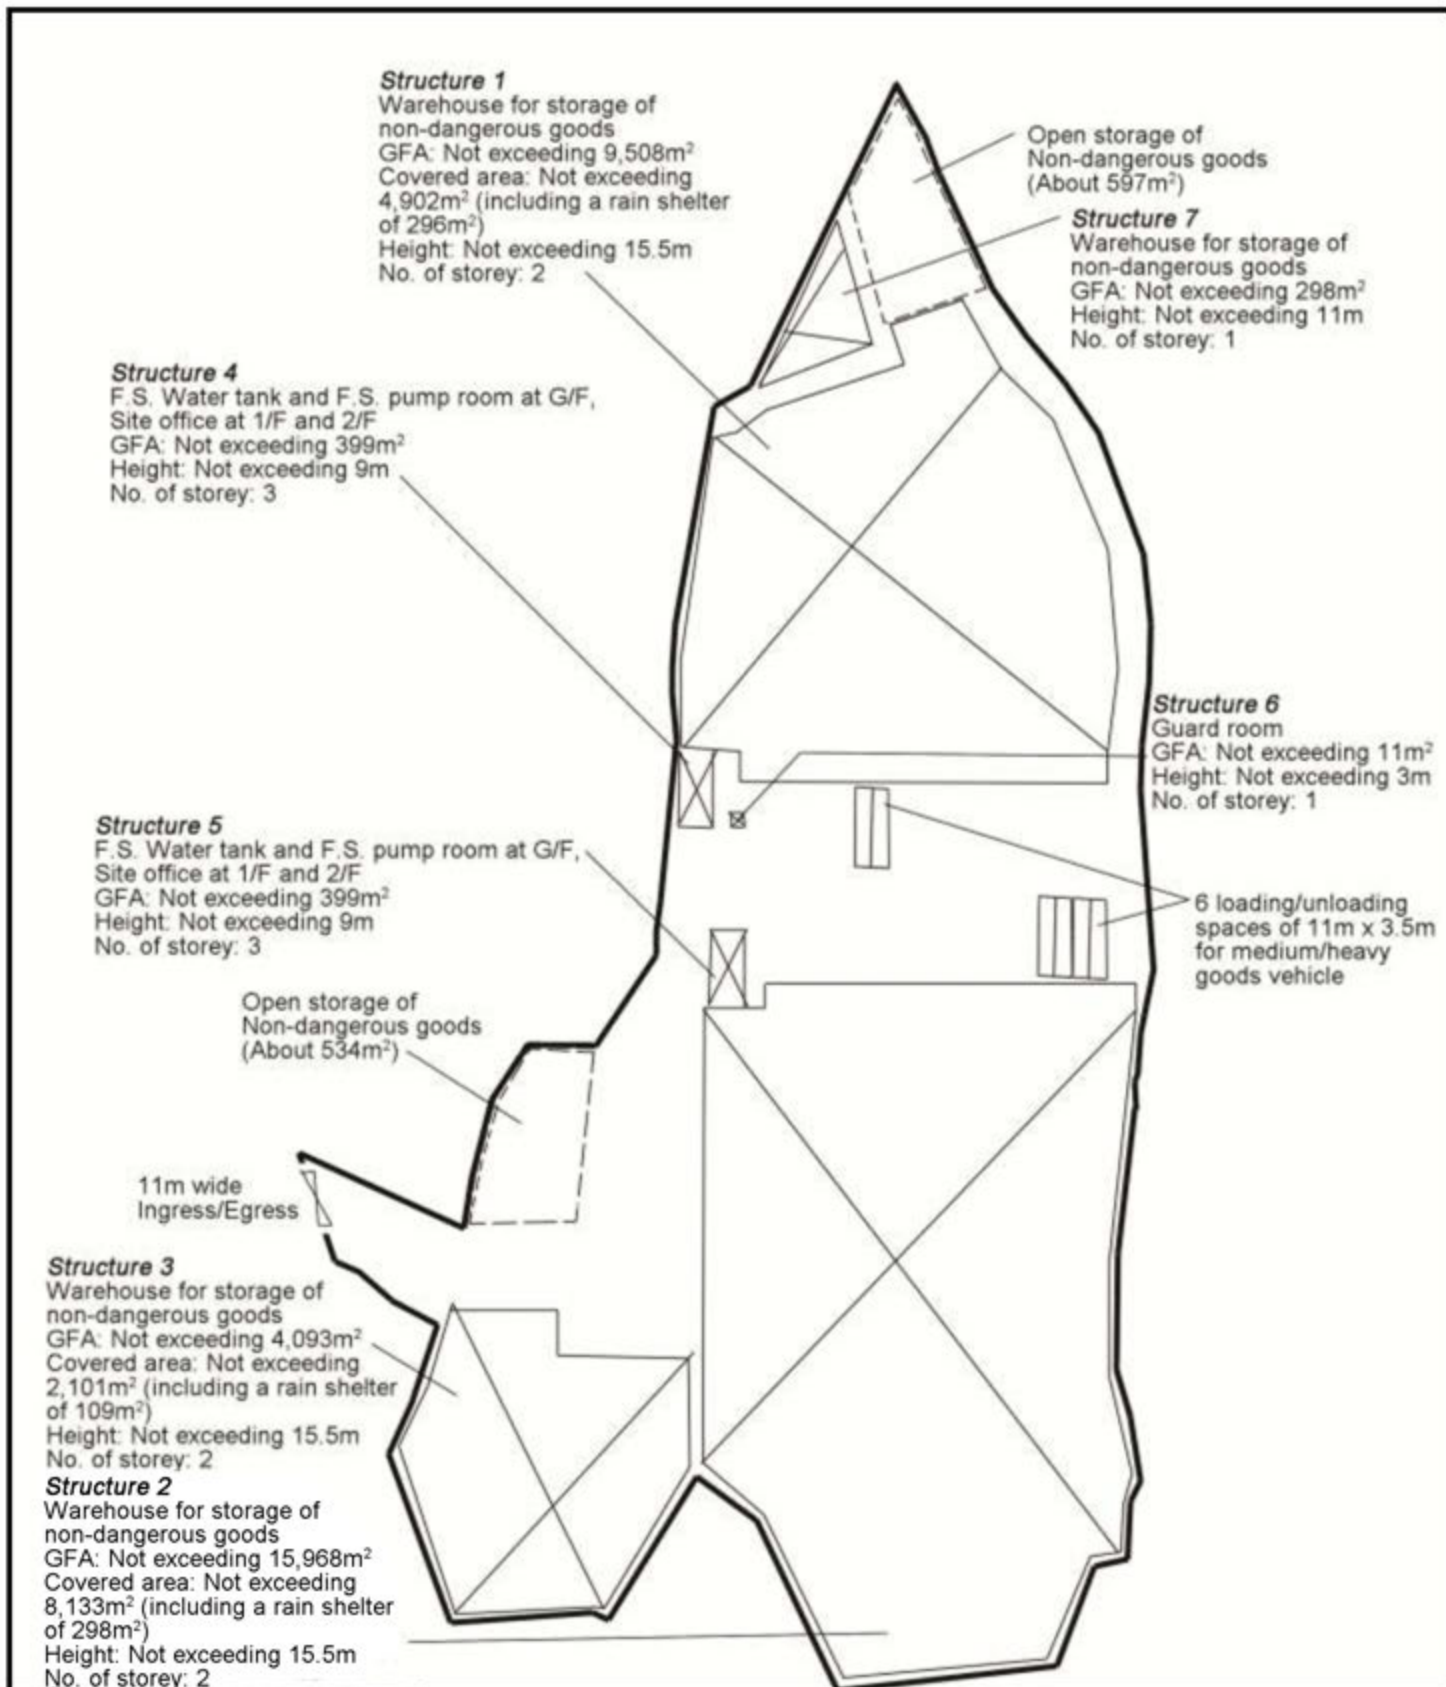 Structure 1
Warehouse for storage of
non-dangerous goods
GFA: Not exceeding 9,508m²
Covered area: Not exceeding
4,902m² (including a rain shelter
of 296m²)
Height: Not exceeding 15.5m
No. of storey: 2
Open storage of
Non-dangerous goods
(About 597m²)
Structure 7
Warehouse for storage of
non-dangerous goods
GFA: Not exceeding 298m²
Height: Not exceeding 11m
No. of storey: 1
Structure 4
F.S. Water tank and F.S. pump room at G/F,
Site office at 1/F and 2/F
GFA: Not exceeding 399m²
Height: Not exceeding 9m
No. of storey: 3
Structure 6
Guard room
GFA: Not exceeding 11m²
Height: Not exceeding 3m
No. of storey: 1
Structure 5
F.S. Water tank and F.S. pump room at G/F,
Site office at 1/F and 2/F
GFA: Not exceeding 399m²
Height: Not exceeding 9m
No. of storey: 3
6 loading/unloading
spaces of 11m x 3.5m
for medium/heavy
goods vehicle
Open storage of
Non-dangerous goods
(About 534m²)
11m wide
Ingress/Egress
Structure 3
Warehouse for storage of
non-dangerous goods
GFA: Not exceeding 4,093m²
Covered area: Not exceeding
2,101m² (including a rain shelter
of 109m²)
Height: Not exceeding 15.5m
No. of storey: 2
Structure 2
Warehouse for storage of
non-dangerous goods
GFA: Not exceeding 15,968m²
Covered area: Not exceeding
8,133m² (including a rain shelter
of 298m²)
Height: Not exceeding 15.5m
No. of storey: 2